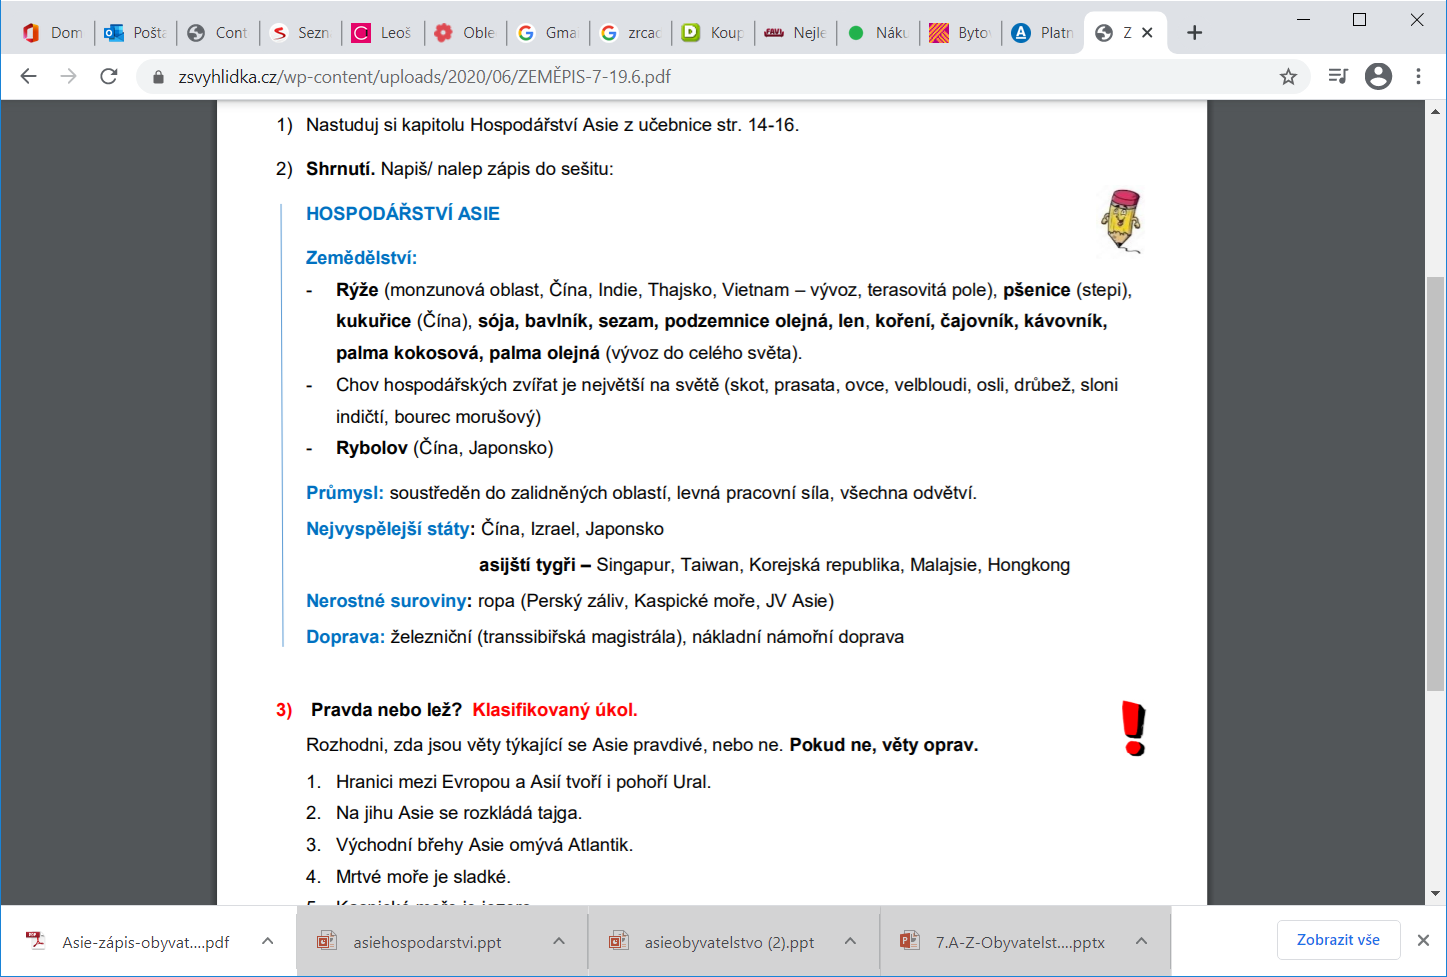 Dom
Pošta
Cont
Sezn
Leoš
Oble
Gma
zrcad
Koup
FAVI
Nejle
Náku
Byto
Platn
Z
zsvyhlidka.cz/wp-content/uploads/2020/06/ZEMĚPIS-7-19.6.pdf
1) Nastuduj si kapitolu Hospodářství Asie z učebnice str. 14-16.
2) Shrnutí. Napiš/ nalep zápis do sešitu:
HOSPODÁŘSTVÍ ASIE
Zemědělství:
- Rýže (monzunová oblast, Čína, Indie, Thajsko, Vietnam – vývoz, terasovitá pole), pšenice (stepi),
kukuřice (Čína), sója, bavlník, sezam, podzemnice olejná, len, koření, čajovník, kávovník,
palma kokosová, palma olejná (vývoz do celého světa).
- Chov hospodářských zvířat je největší na světě (skot, prasata, ovce, velbloudi, osli, drůbež, sloni
indičtí, bourec morušový)
- Rybolov (Čína, Japonsko)
Průmysl: soustředěn do zalidněných oblastí, levná pracovní síla, všechna odvětví.
Nejvyspělejší státy: Čína, Izrael, Japonsko
asijští tygři – Singapur, Taiwan, Korejská republika, Malajsie, Hongkong
Nerostné suroviny: ropa (Perský záliv, Kaspické moře, JV Asie)
Doprava: železniční (transsibiřská magistrála), nákladní námořní doprava
3) Pravda nebo lež? Klasifikovaný úkol.
Rozhodni, zda jsou věty týkající se Asie pravdivé, nebo ne. Pokud ne, věty oprav.
1. Hranici mezi Evropou a Asií tvoří i pohoří Ural.
2. Na jihu Asie se rozkládá tajga.
3. Východní břehy Asie omývá Atlantik.
4. Mrtvé moře je sladké.
5. Kaspické moře je jezero.
Asie-zápis-obyvat....pdf
asiehospodarstvi.ppt
asieobyvatelstvo (2).ppt
7.A-Z-Obyvatelst....pptx
Zobrazit vše